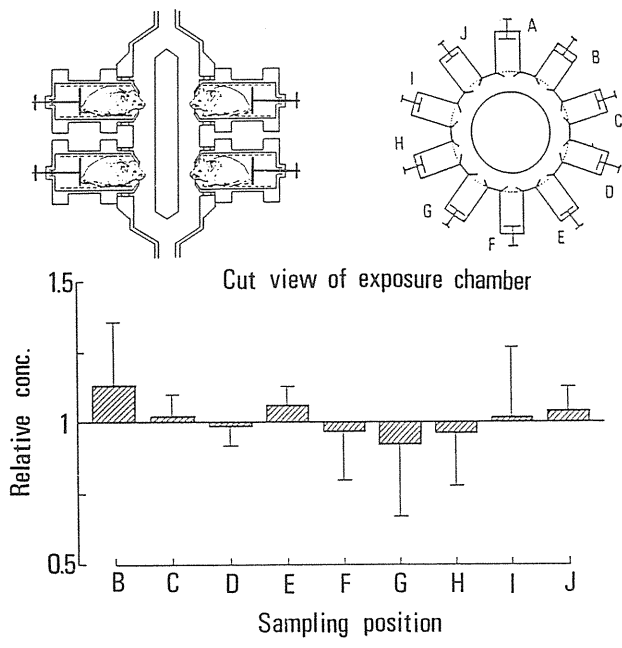 A
B
C
D
E
F
G
H
I
J
Cut view of exposure chamber
1.5
1
0.5
Relative conc.
B C D E F G H I J
Sampling position